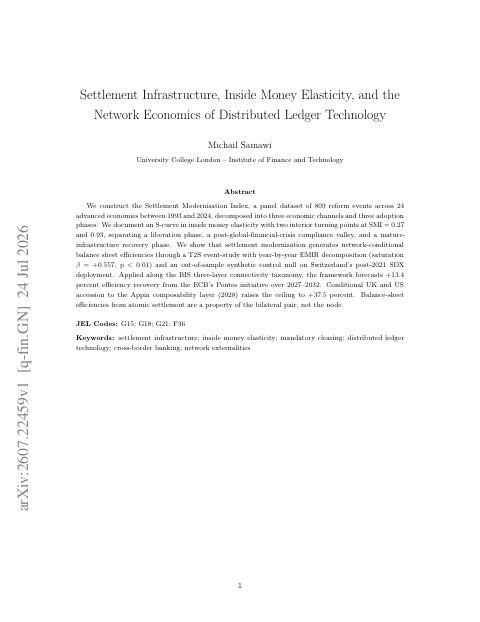 Settlement Infrastructure, Inside Money Elasticity, and the
Network Economics of Distributed Ledger Technology
Michail Samawi
University College London – Institute of Finance and Technology
Abstract
We construct the Settlement Modernisation Index, a panel dataset of 809 reform events across 24
advanced economies between 1993 and 2024, decomposed into three economic channels and three adoption
phases. We document an S-curve in inside money elasticity with two interior turning points at SMI = 0.27
and 0.93, separating a liberation phase, a post-global-financial-crisis compliance valley, and a mature-
infrastructure recovery phase. We show that settlement modernisation generates network-conditional
balance sheet efficiencies through a T2S event-study with year-by-year EMIR decomposition (saturation
β = +0.557, p < 0.01) and an out-of-sample synthetic control null on Switzerland's post-2021 SDX
deployment. Applied along the BIS three-layer connectivity taxonomy, the framework forecasts +13.4
percent efficiency recovery from the ECB's Pontes initiative over 2027-2032. Conditional UK and US
accession to the Appia composability layer (2028) raises the ceiling to +37.5 percent. Balance-sheet
efficiencies from atomic settlement are a property of the bilateral pair, not the node.
JEL Codes: G15; G18; G21; F36
Keywords: settlement infrastructure; inside money elasticity; mandatory clearing; distributed ledger
technology; cross-border banking; network externalities
arXiv:2607.22459v1 [q-fin.GN] 24 Jul 2026
1